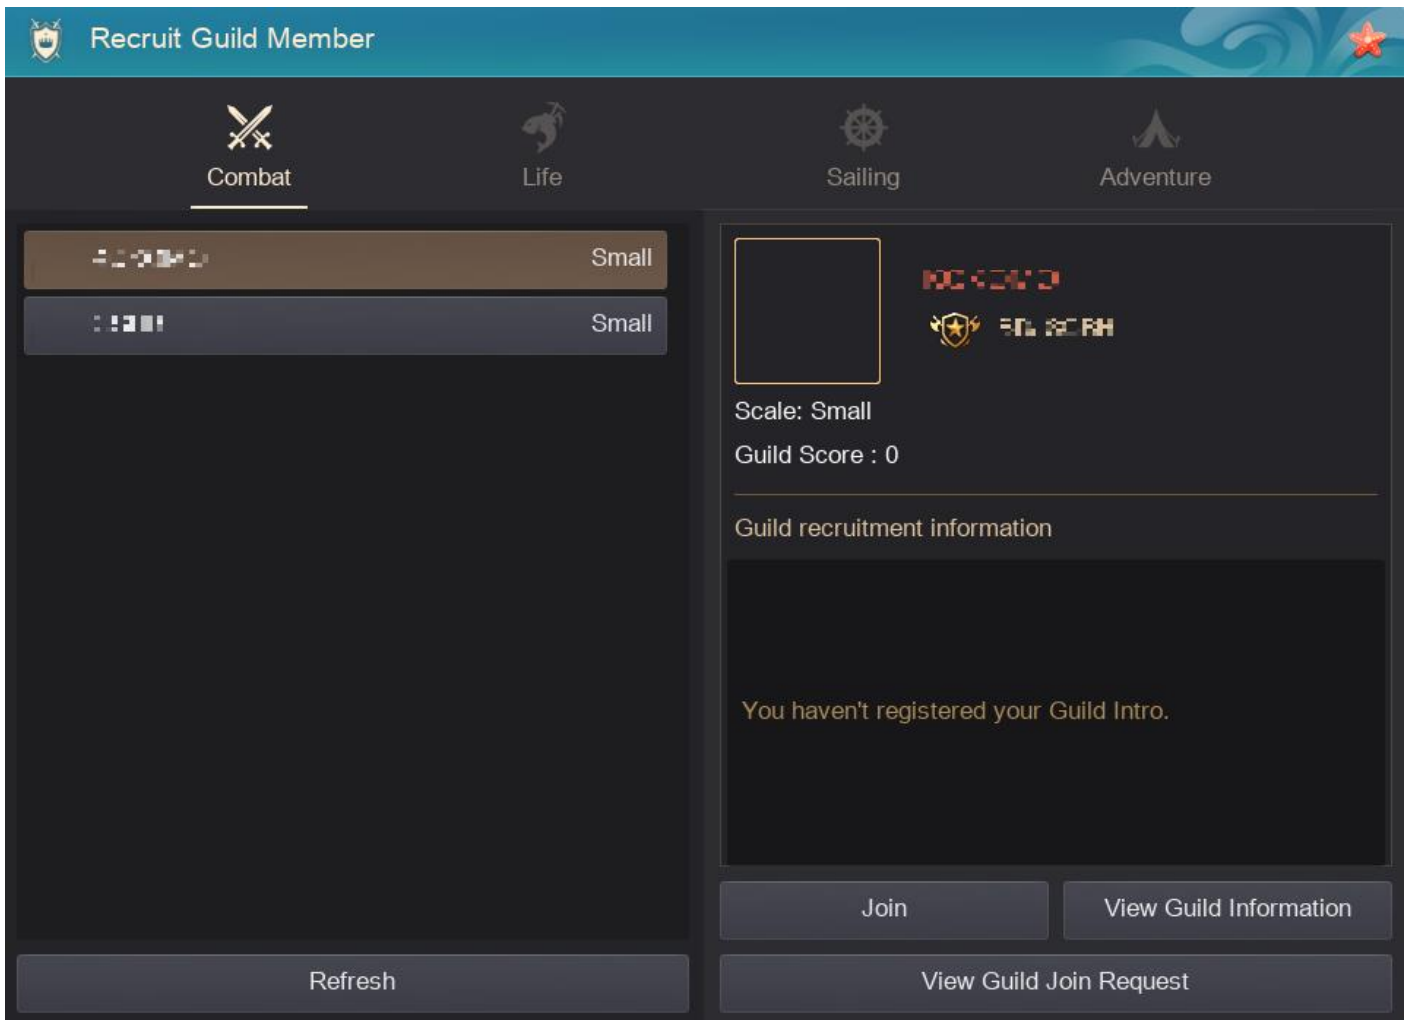 Recruit Guild Member
Combat
Life
Sailing
Adventure
Small
Small
Scale: Small
Guild Score : 0
Guild recruitment information
You haven't registered your Guild Intro.
Join
View Guild Information
Refresh
View Guild Join Request